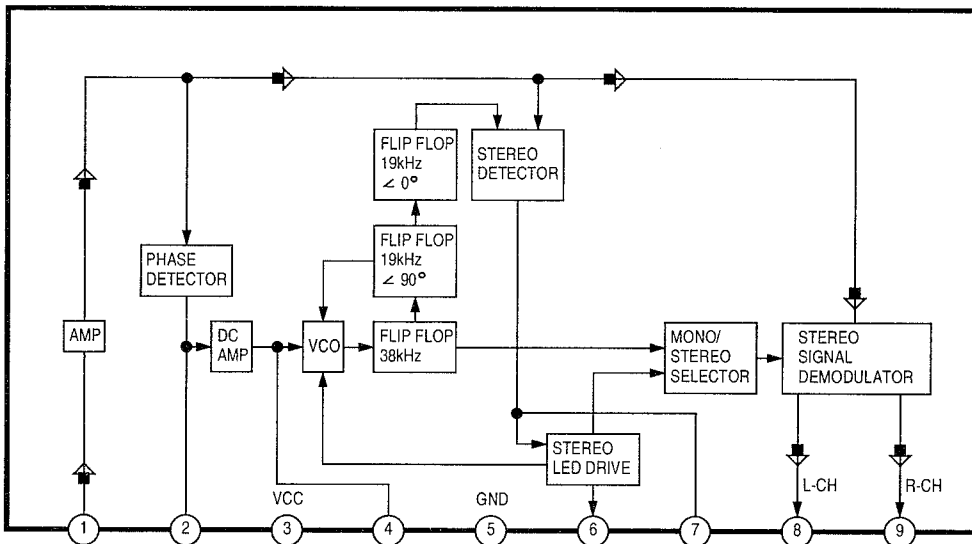 FLIP FLOP
19kHz
∠ 0°
STEREO
DETECTOR
PHASE
DETECTOR
FLIP FLOP
19kHz
∠ 90°
AMP
DC
AMP
VCO
FLIP FLOP
38kHz
MONO/
STEREO
SELECTOR
STEREO
SIGNAL
DEMODULATOR
STEREO
LED DRIVE
L-CH
R-CH
VCC
GND
1
2
3
4
5
6
7
8
9